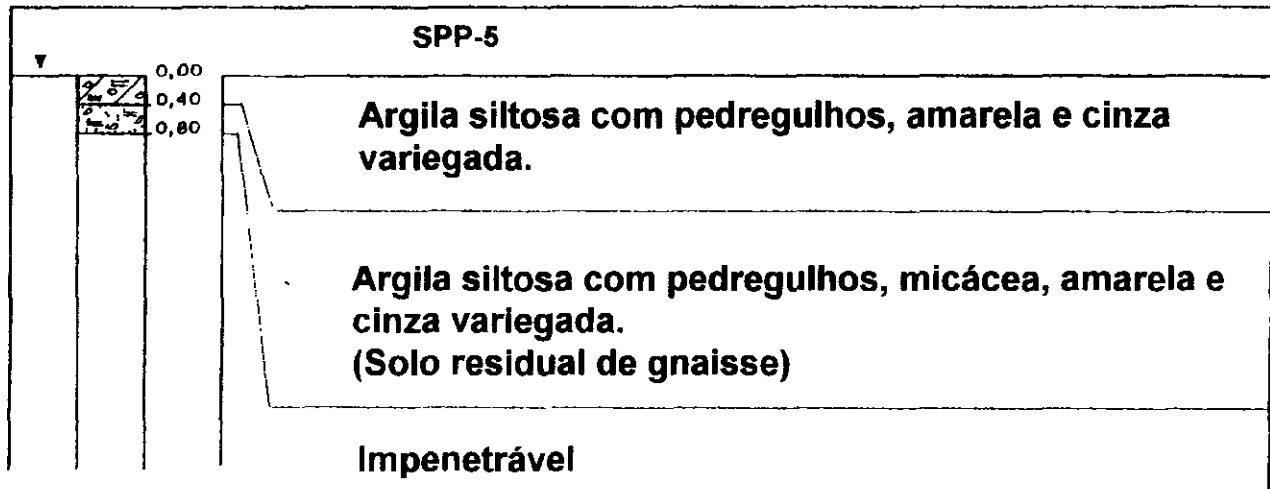 SPP-5
0,00
0,40
0,80
Argila siltosa com pedregulhos, amarela e cinza
variegada.
Argila siltosa com pedregulhos, micácea, amarela e
cinza variegada.
(Solo residual de gnaisse)
Impenetrável